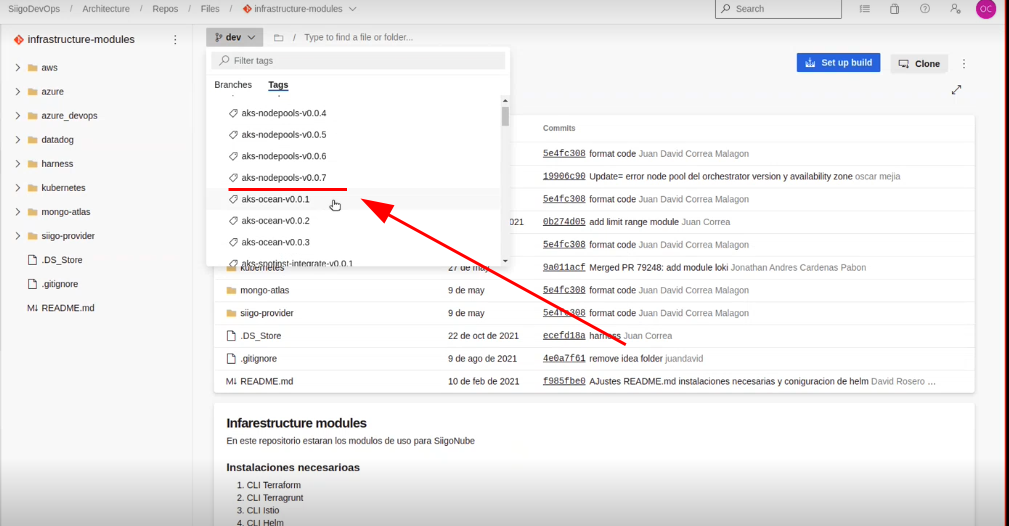 SiigoDevOps / Architecture / Repos / Files / infrastructure-modules
Search
OC
infrastructure-modules
dev
/ Type to find a file or folder...
Filter tags
Set up build
Clone
Branches
Tags
aws
azure
azure_devops
datadog
harness
kubernetes
mongo-atlas
siigo-provider
.DS_Store
.gitignore
M↓ README.md
aks-nodepools-v0.0.4
aks-nodepools-v0.0.5
aks-nodepools-v0.0.6
aks-nodepools-v0.0.7
aks-ocean-v0.0.1
aks-ocean-v0.0.2
aks-ocean-v0.0.3
aks-spotinst-integrate-v0.0.1
Commits
5e4fc308 format code Juan David Correa Malagon
19906c90 Update= error node pool del orchestrator version y availability zone oscar mejia
5e4fc308 format code Juan David Correa Malagon
021 0b274d05 add limit range module Juan Correa
5e4fc308 format code Juan David Correa Malagon
kubernetes 27 de may 9a011acf Merged PR 79248: add module loki Jonathan Andres Cardenas Pabon
mongo-atlas 9 de may 5e4fc308 format code Juan David Correa Malagon
siigo-provider 9 de may 5e4fc308 format code Juan David Correa Malagon
.DS_Store 22 de oct de 2021 ecefd18a harness Juan Correa
.gitignore 9 de ago de 2021 4e0a7f61 remove idea folder juandavid
M↓ README.md 10 de feb de 2021 f985fbe0 AJustes README.md instalaciones necesarias y coniguracion de helm David Rosero …
Infarestructure modules
En este repositorio estaran los modulos de uso para SiigoNube
Instalaciones necesarioas
1. CLI Terraform
2. CLI Terragrunt
3. CLI Istio
4. CLI Helm